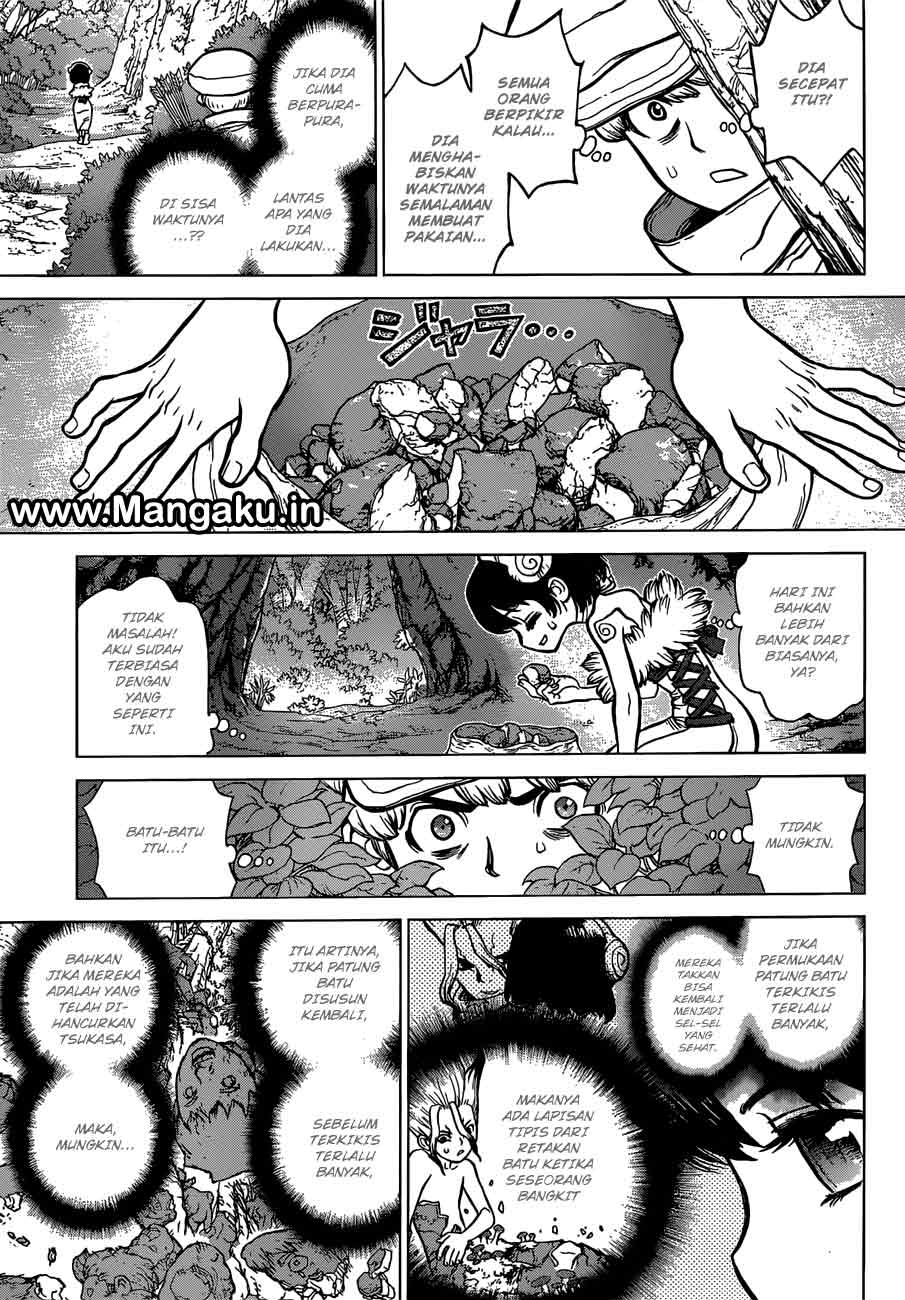 DIA
SECEPAT
ITU?!
SEMUA
ORANG
BERPIKIR
KALAU...
DIA
MENGHA-
BISKAN
WAKTUNYA
SEMALAMAN
MEMBUAT
PAKAIAN...
JIKA DIA
CUMA
BERPURA-
PURA,
LANTAS
APA YANG
DIA
LAKUKAN...
DI SISA
WAKTUNYA
...??
ジャラ...
www.Mangaku.in
HARI INI
BAHKAN
LEBIH
BANYAK DARI
BIASANYA,
YA?
TIDAK
MASALAH!
AKU SUDAH
TERBIASA
DENGAN
YANG
SEPERTI
INI.
TIDAK
MUNGKIN.
BATU-BATU
ITU...!
JIKA
PERMUKAAN
PATUNG BATU
TERKIKIS
TERLALU
BANYAK,
MEREKA
TAKKAN
BISA
KEMBALI
MENJADI
SEL-SEL
YANG
SEHAT.
MAKANYA
ADA LAPISAN
TIPIS DARI
RETAKAN
BATU KETIKA
SESEORANG
BANGKIT
ITU ARTINYA,
JIKA PATUNG
BATU
DISUSUN
KEMBALI,
SEBELUM
TERKIKIS
TERLALU
BANYAK,
BAHKAN
JIKA MEREKA
ADALAH YANG
TELAH DI-
HANCURKAN
TSUKASA,
MAKA,
MUNGKIN...